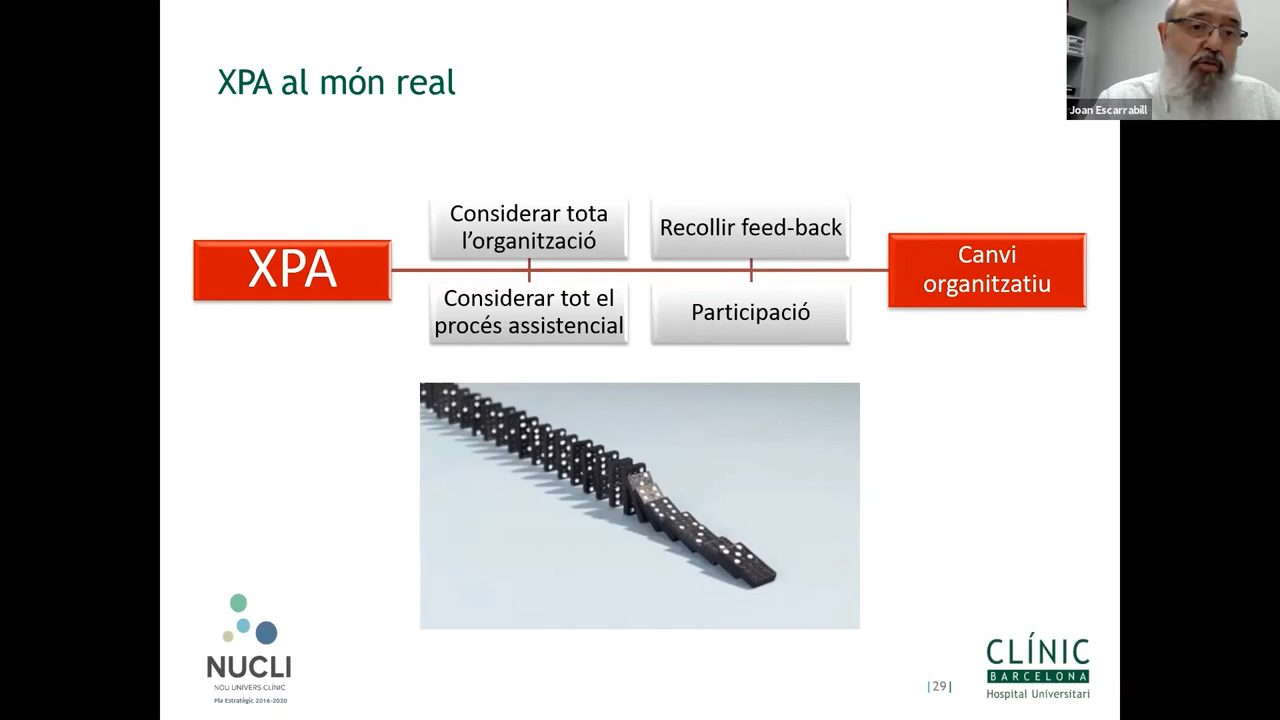 XPA al món real
Joan Escarrabill
XPA
Considerar tota
l’organització
Considerar tot el
procés assistencial
Recollir feed-back
Participació
Canvi
organitzatiu
NUCLI
NOU UNIVERS CLÍNIC
Pla Estratègic 2016-2020
|29|
CLÍNIC
BARCELONA
Hospital Universitari